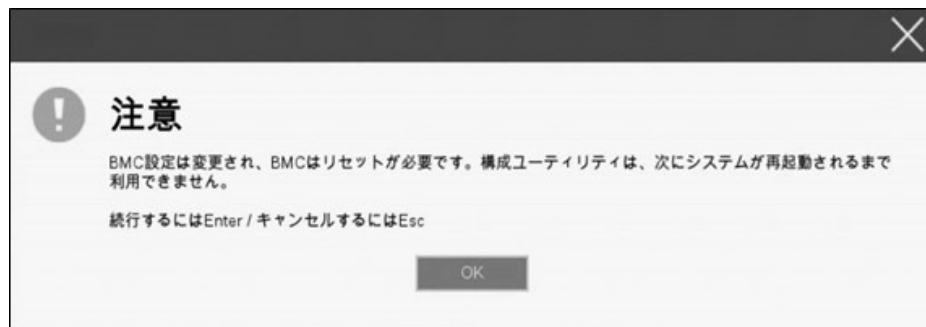 注意
BMC設定は変更され、BMCはリセットが必要です。構成ユーティリティは、次にシステムが再起動されるまで
利用できません。
続行するにはEnter / キャンセルするにはEsc
OK